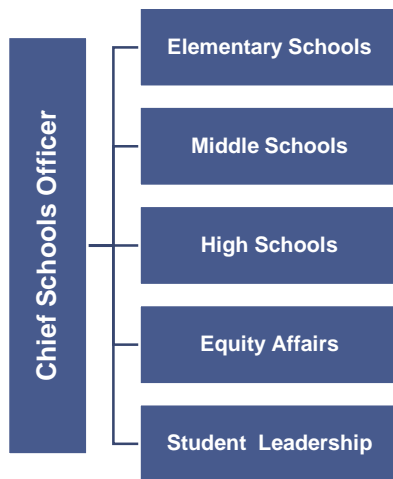 Chief Schools Officer
Elementary Schools
Middle Schools
High Schools
Equity Affairs
Student Leadership